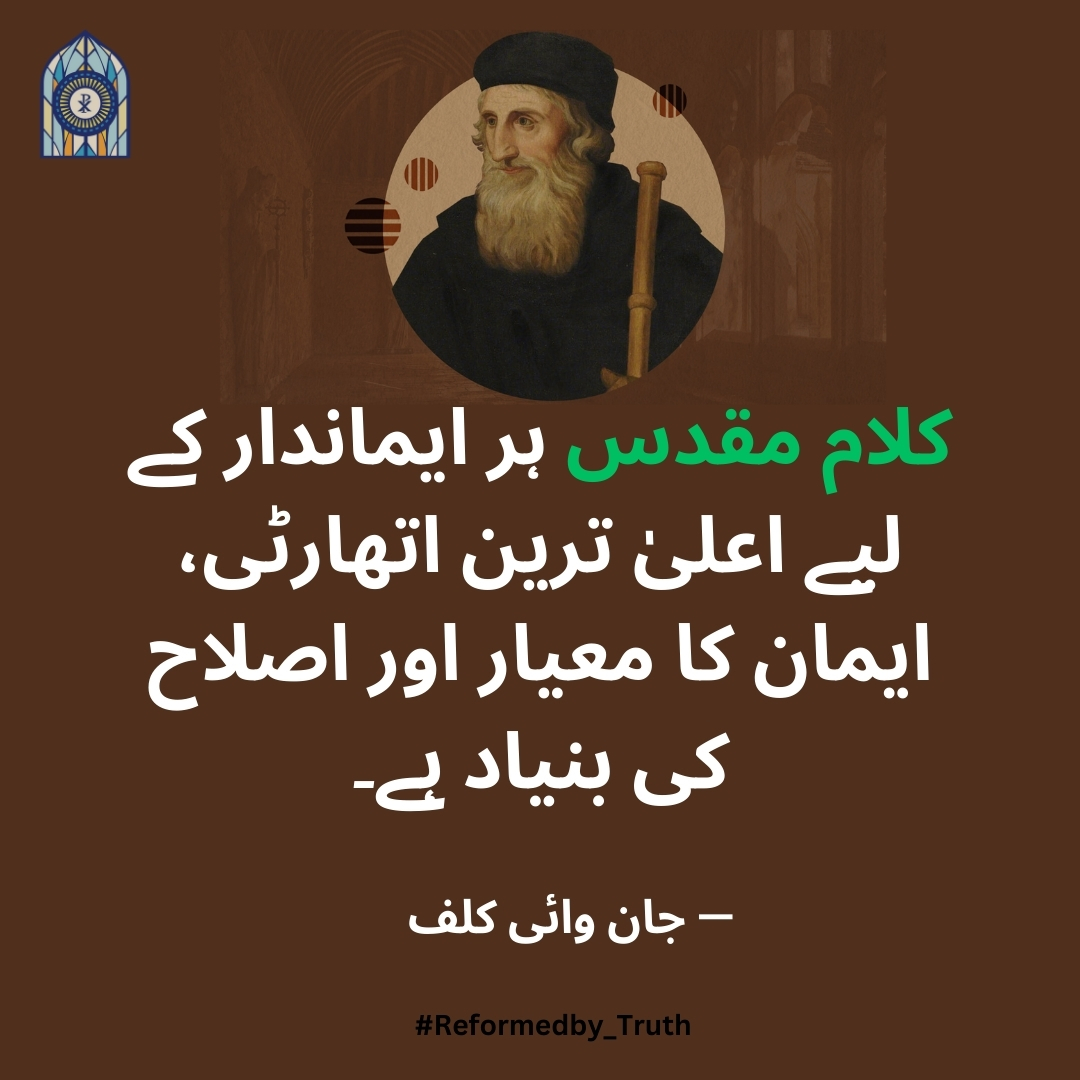 کلام مقدس ہر ایماندار کے
لیے اعلیٰ ترین اتھارٹی،
ایمان کا معیار اور اصلاح
کی بنیاد ہے۔
— جان وائی کلف
#Reformedby_Truth